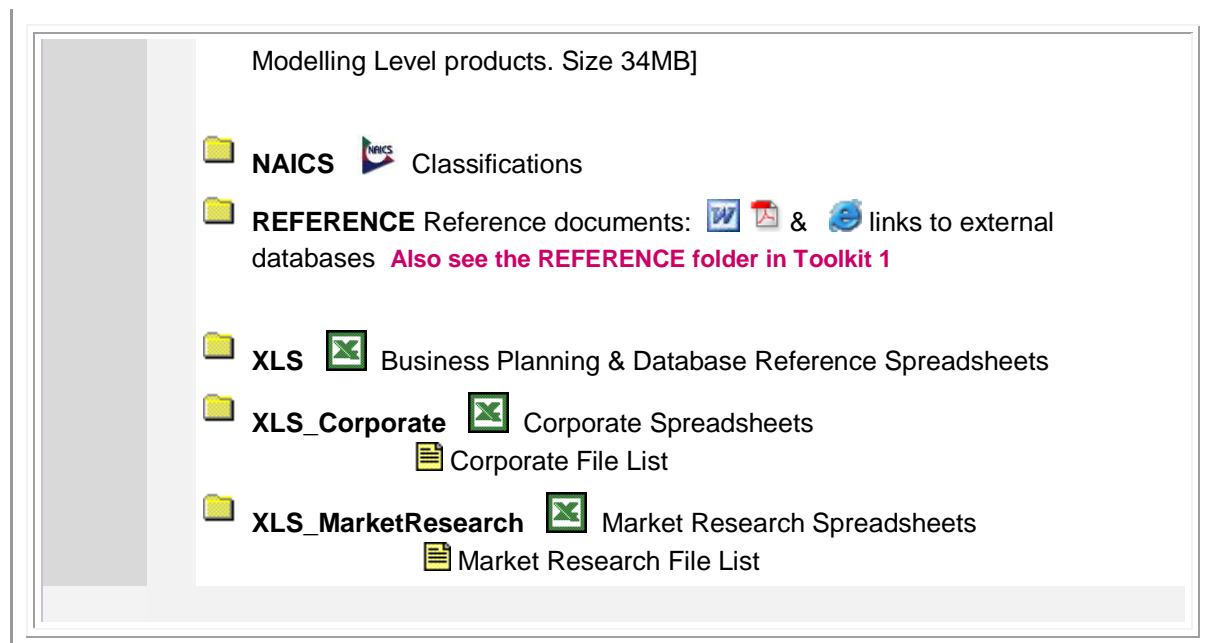 Modelling Level products. Size 34MB]
NAICS NAICS Classifications
REFERENCE Reference documents: W & e links to external
databases Also see the REFERENCE folder in Toolkit 1
XLS Business Planning & Database Reference Spreadsheets
XLS_Corporate Corporate Spreadsheets
Corporate File List
XLS_MarketResearch Market Research Spreadsheets
Market Research File List